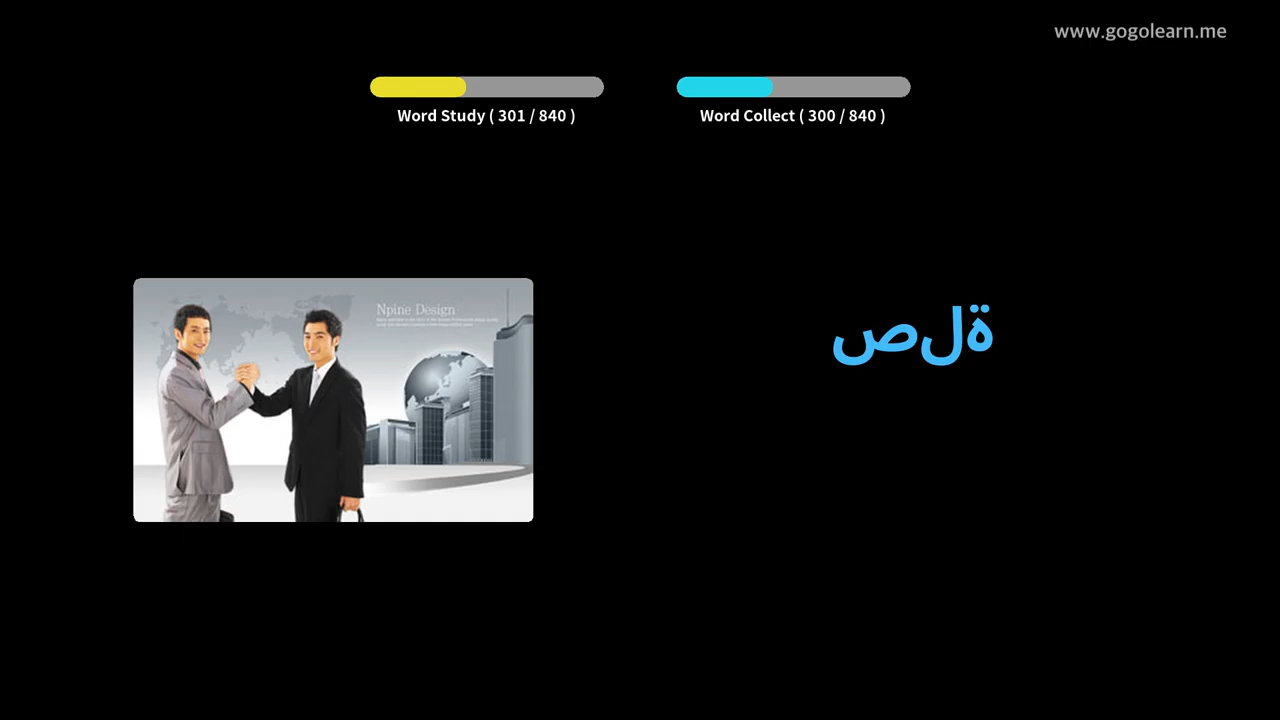 www.gogolearn.me
Word Study ( 301 / 840 )
Word Collect ( 300 / 840 )
Npine Design
صلة